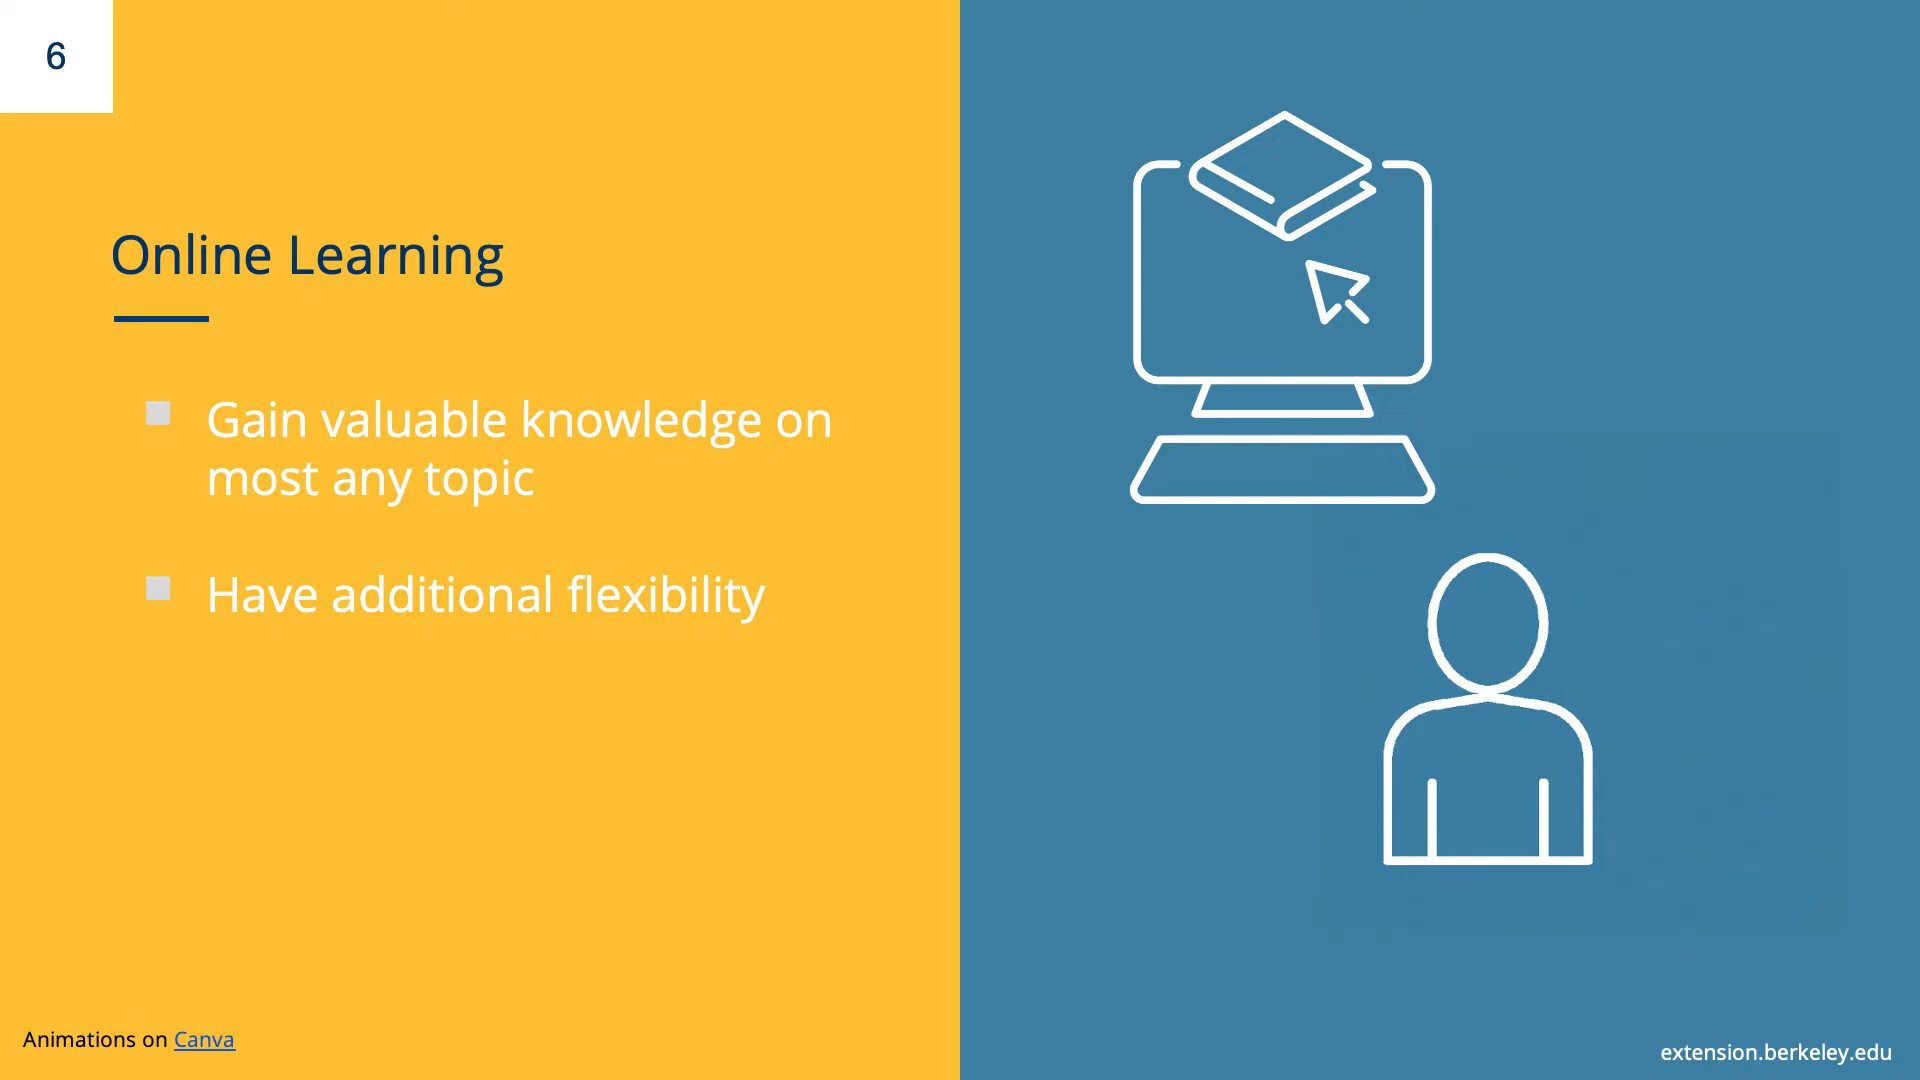 6
Online Learning
Gain valuable knowledge on
most any topic
Have additional flexibility
Animations on Canva
extension.berkeley.edu